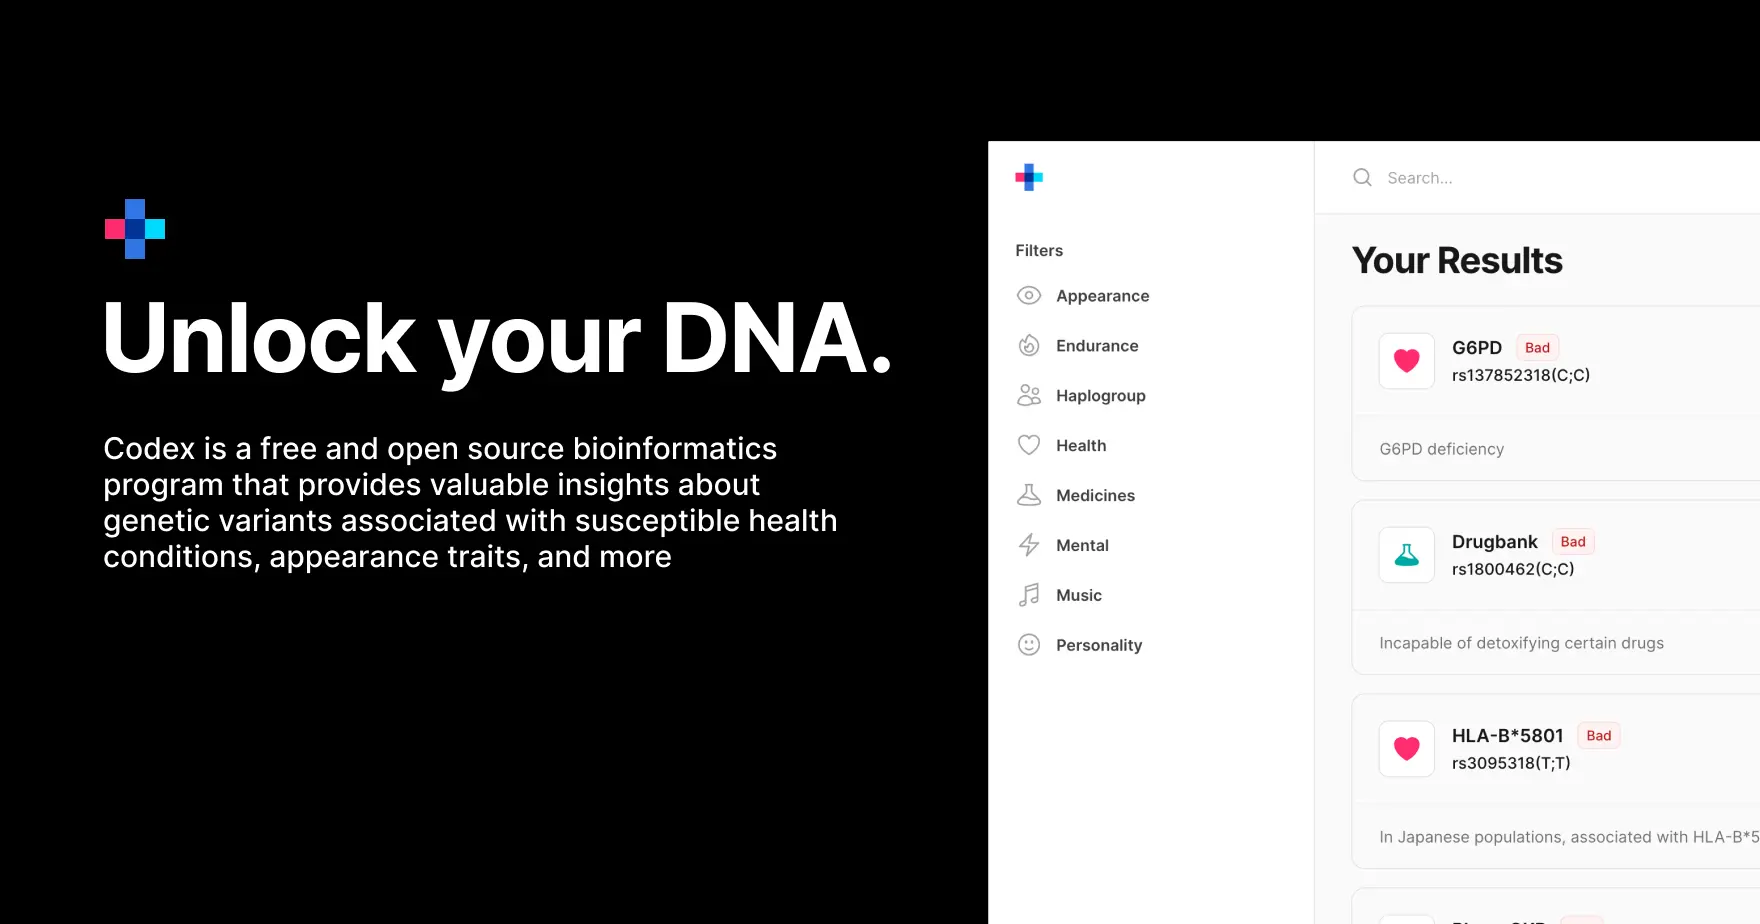 Unlock your DNA.
Codex is a free and open source bioinformatics
program that provides valuable insights about
genetic variants associated with susceptible health
conditions, appearance traits, and more
Filters
Appearance
Endurance
Haplogroup
Health
Medicines
Mental
Music
Personality
Search...
Your Results
G6PD Bad
rs137852318(C;C)
G6PD deficiency
Drugbank Bad
rs1800462(C;C)
Incapable of detoxifying certain drugs
HLA-B*5801 Bad
rs3095318(T;T)
In Japanese populations, associated with HLA-B*5